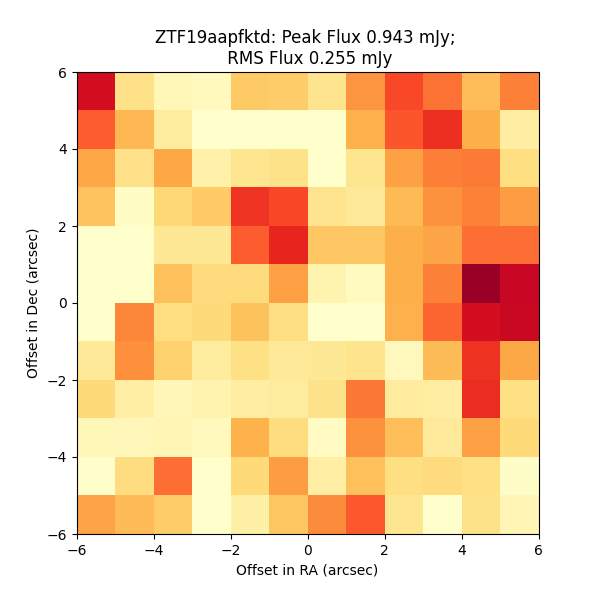 ZTF19aapfktd: Peak Flux 0.943 mJy;
RMS Flux 0.255 mJy
6
4
2
0
−2
−4
−6
Offset in Dec (arcsec)
−6 −4 −2 0 2 4 6
Offset in RA (arcsec)